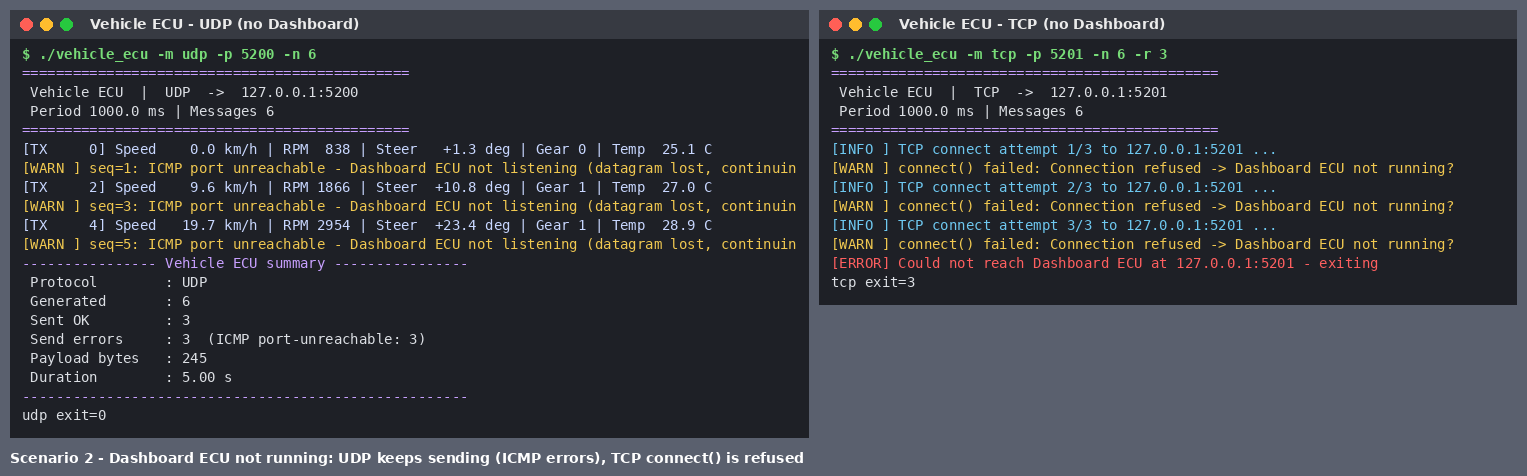 Vehicle ECU - UDP (no Dashboard)
$ ./vehicle_ecu -m udp -p 5200 -n 6
==============================================
Vehicle ECU  |  UDP  ->  127.0.0.1:5200
Period 1000.0 ms | Messages 6
==============================================
[TX     0] Speed    0.0 km/h | RPM  838 | Steer   +1.3 deg | Gear 0 | Temp  25.1 C
[WARN ] seq=1: ICMP port unreachable - Dashboard ECU not listening (datagram lost, continuin
[TX     2] Speed    9.6 km/h | RPM 1866 | Steer  +10.8 deg | Gear 1 | Temp  27.0 C
[WARN ] seq=3: ICMP port unreachable - Dashboard ECU not listening (datagram lost, continuin
[TX     4] Speed   19.7 km/h | RPM 2954 | Steer  +23.4 deg | Gear 1 | Temp  28.9 C
[WARN ] seq=5: ICMP port unreachable - Dashboard ECU not listening (datagram lost, continuin
---------------- Vehicle ECU summary ----------------
Protocol        : UDP
Generated       : 6
Sent OK         : 3
Send errors     : 3  (ICMP port-unreachable: 3)
Payload bytes   : 245
Duration        : 5.00 s
-----------------------------------------------------
udp exit=0
Vehicle ECU - TCP (no Dashboard)
$ ./vehicle_ecu -m tcp -p 5201 -n 6 -r 3
==============================================
Vehicle ECU  |  TCP  ->  127.0.0.1:5201
Period 1000.0 ms | Messages 6
==============================================
[INFO ] TCP connect attempt 1/3 to 127.0.0.1:5201 ...
[WARN ] connect() failed: Connection refused -> Dashboard ECU not running?
[INFO ] TCP connect attempt 2/3 to 127.0.0.1:5201 ...
[WARN ] connect() failed: Connection refused -> Dashboard ECU not running?
[INFO ] TCP connect attempt 3/3 to 127.0.0.1:5201 ...
[WARN ] connect() failed: Connection refused -> Dashboard ECU not running?
[ERROR] Could not reach Dashboard ECU at 127.0.0.1:5201 - exiting
tcp exit=3
Scenario 2 - Dashboard ECU not running: UDP keeps sending (ICMP errors), TCP connect() is refused